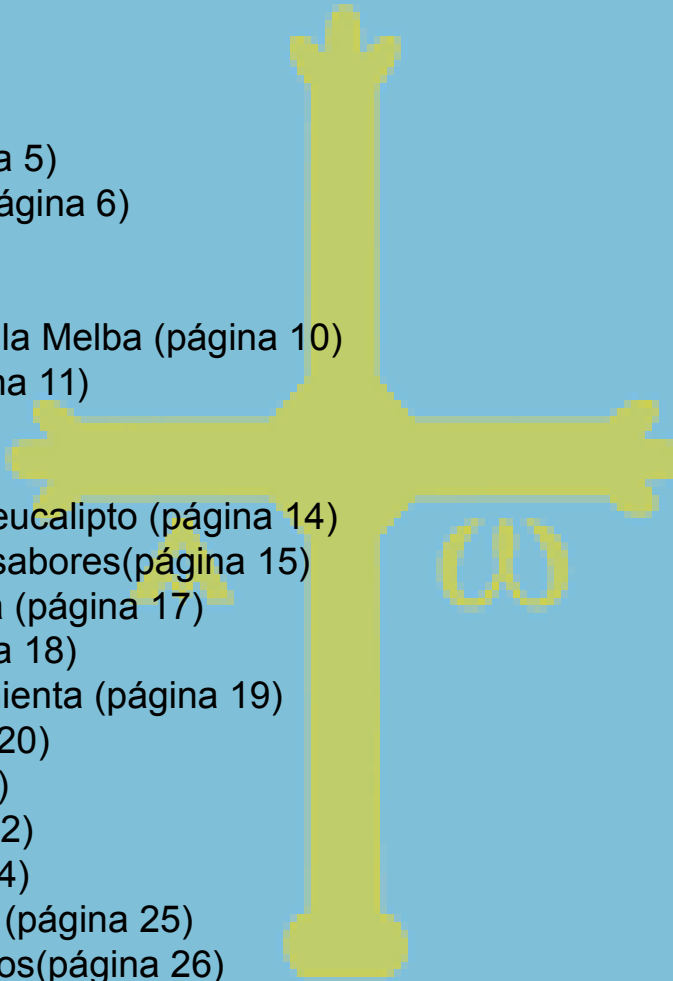 a 5)
ágina 6)
la Melba (página 10)
na 11)
eucalipto (página 14)
sabores(página 15)
a (página 17)
a 18)
ienta (página 19)
20)
)
2)
4)
(página 25)
os(página 26)
Α ω